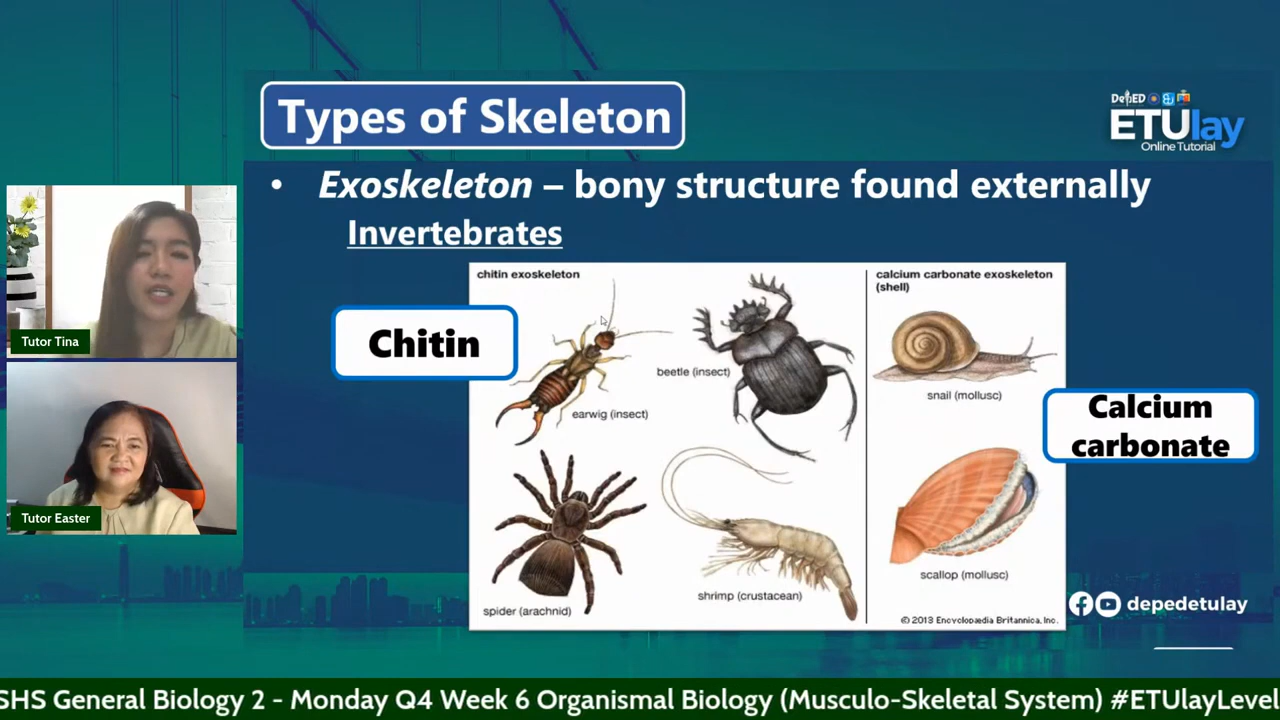 Types of Skeleton
DepED
ETUlay
Online Tutorial
• Exoskeleton – bony structure found externally
Invertebrates
chitin exoskeleton
calcium carbonate exoskeleton
(shell)
Chitin
beetle (insect)
earwig (insect)
snail (mollusc)
Calcium
carbonate
spider (arachnid)
shrimp (crustacean)
scallop (mollusc)
© 2013 Encyclopædia Britannica, Inc.
Tutor Tina
Tutor Easter
depedetulay
SHS General Biology 2 - Monday Q4 Week 6 Organismal Biology (Musculo-Skeletal System) #ETUlayLevel